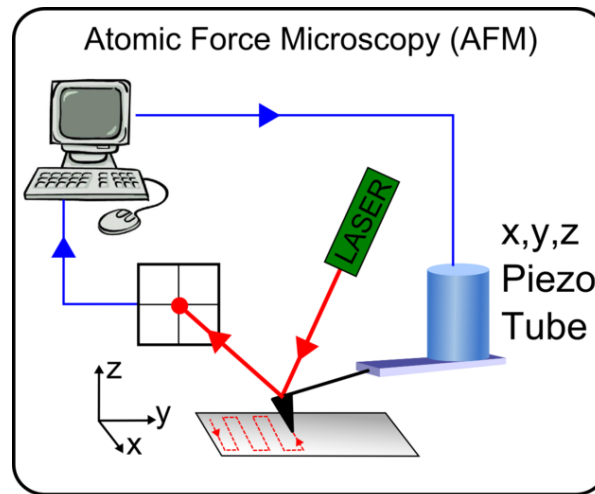 Atomic Force Microscopy (AFM)
LASER
x,y,z
Piezo
Tube
z
y
x